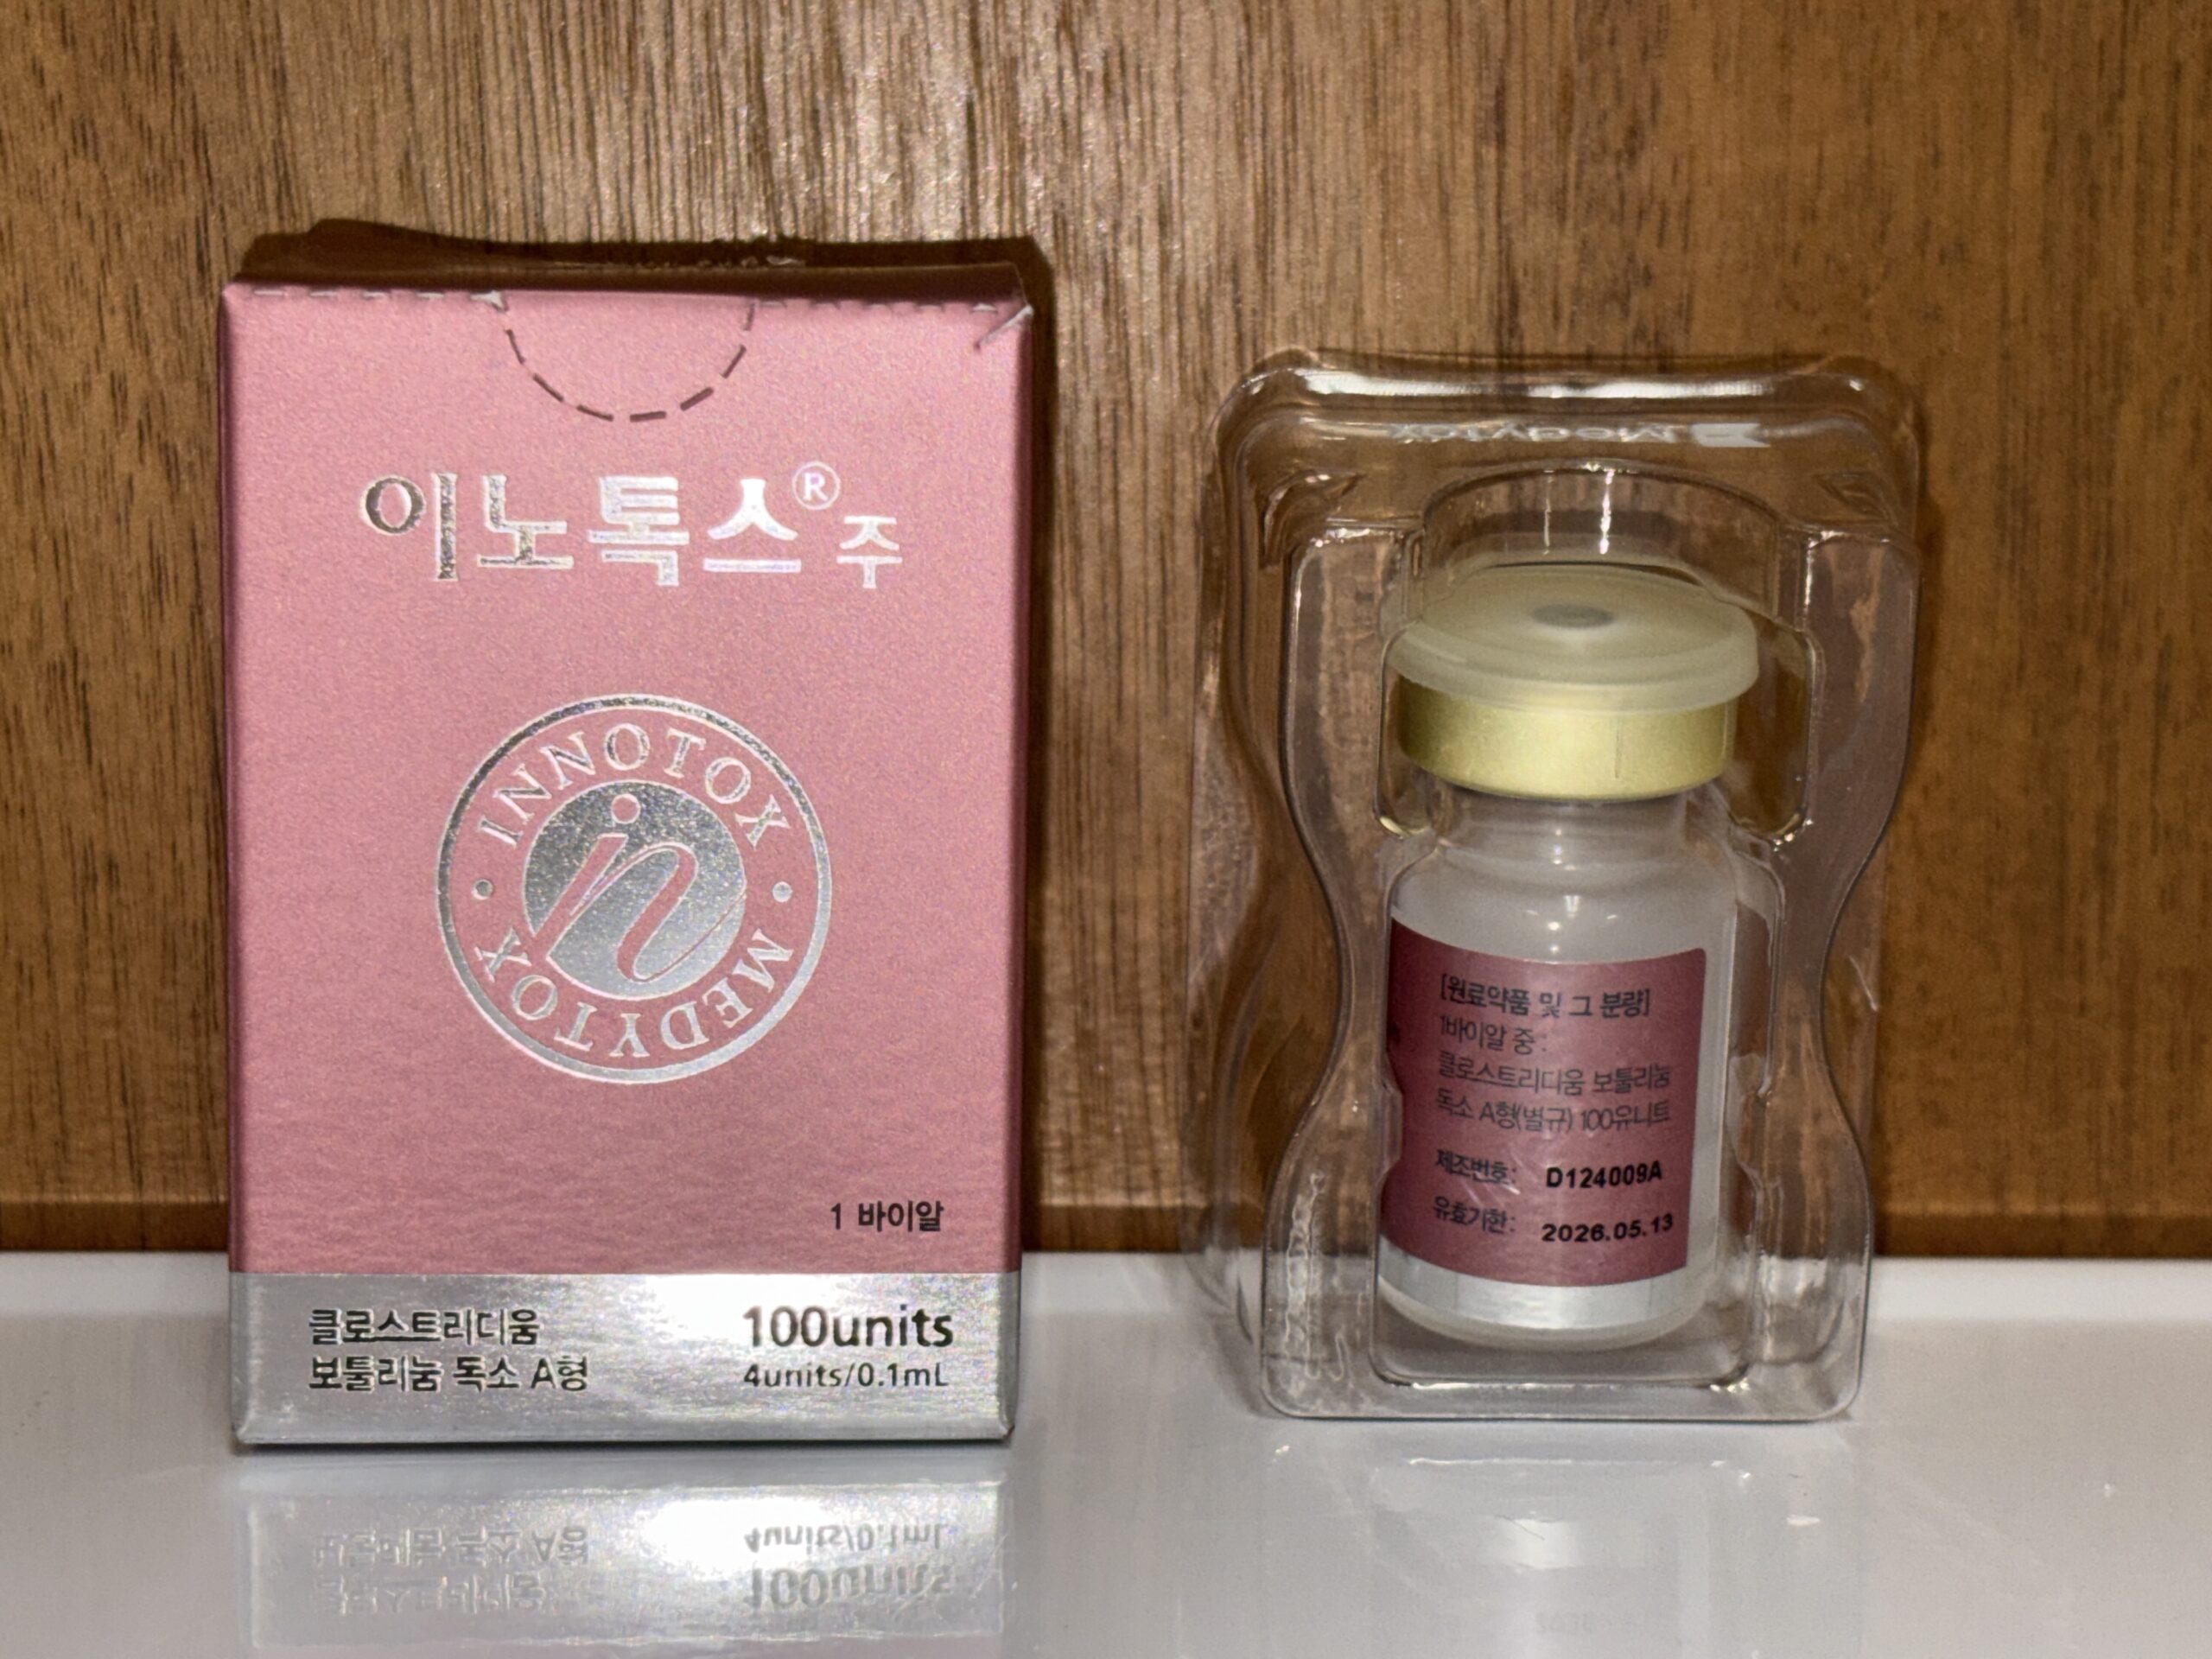 이노톡스® 주
INNOTOX · MEDYTOX ·
in
1 바이알
클로스트리디움
보툴리눔 독소 A형
100units
4units/0.1mL
[원료약품 및 그 분량]
1바이알 중 :
클로스트리디움 보툴리눔
독소 A형(별규) 100유니트
제조번호: D124009A
유효기한: 2026.05.13